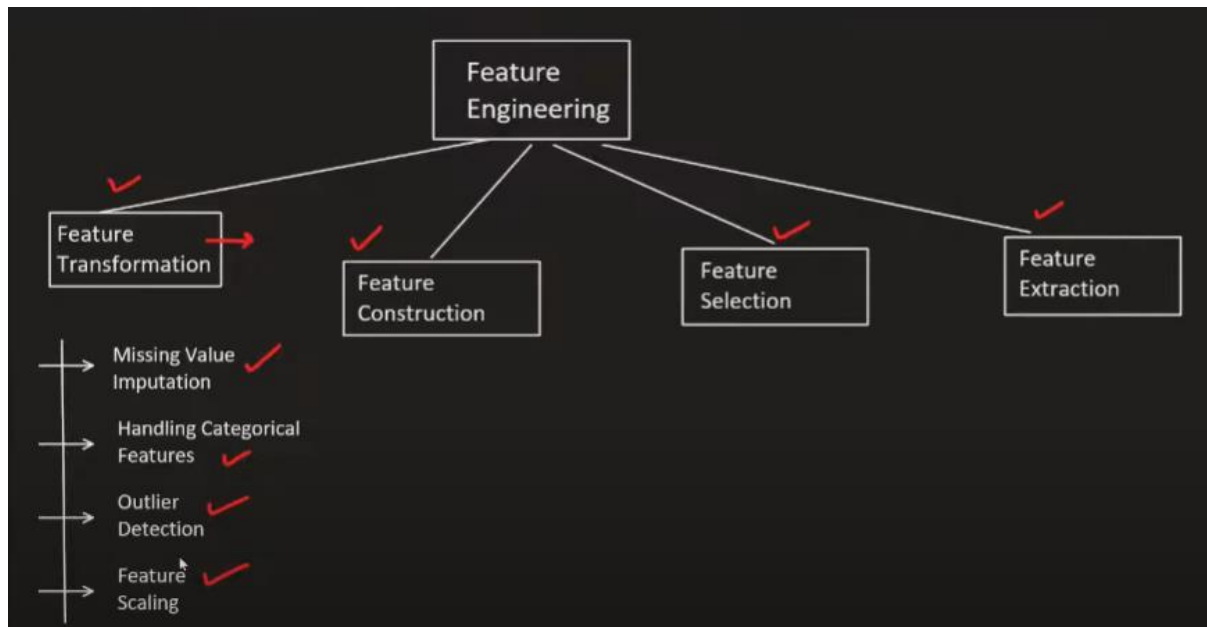 Feature
Engineering
Feature
Transformation
Feature
Construction
Feature
Selection
Feature
Extraction
Missing Value
Imputation
Handling Categorical
Features
Outlier
Detection
Feature
Scaling